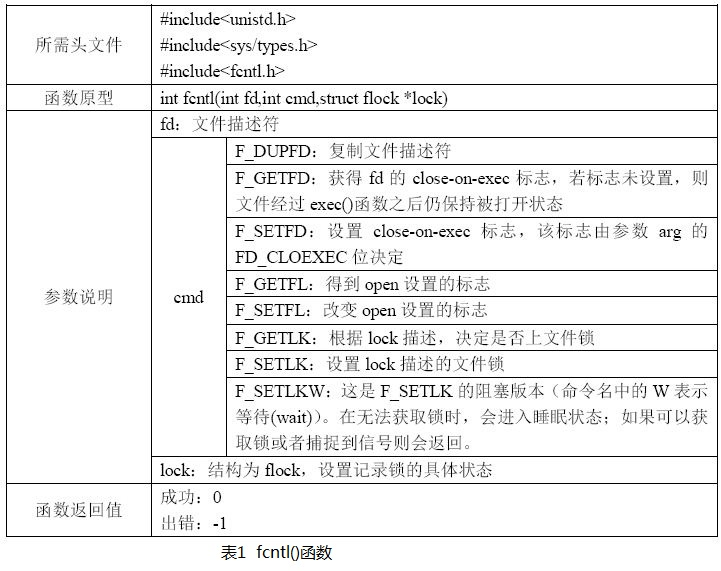 所需头文件
#include<unistd.h>
#include<sys/types.h>
#include<fcntl.h>
函数原型
int fcntl(int fd,int cmd,struct flock *lock)
参数说明
fd：文件描述符
cmd
F_DUPFD：复制文件描述符
F_GETFD：获得 fd 的 close-on-exec 标志，若标志未设置，则
文件经过 exec()函数之后仍保持被打开状态
F_SETFD：设置 close-on-exec 标志，该标志由参数 arg 的
FD_CLOEXEC 位决定
F_GETFL：得到 open 设置的标志
F_SETFL：改变 open 设置的标志
F_GETLK：根据 lock 描述，决定是否上文件锁
F_SETLK：设置 lock 描述的文件锁
F_SETLKW：这是 F_SETLK 的阻塞版本（命令名中的 W 表示
等待(wait)）。在无法获取锁时，会进入睡眠状态；如果可以获
取锁或者捕捉到信号则会返回。
lock：结构为 flock，设置记录锁的具体状态
函数返回值
成功：0
出错：-1
表1 fcntl()函数